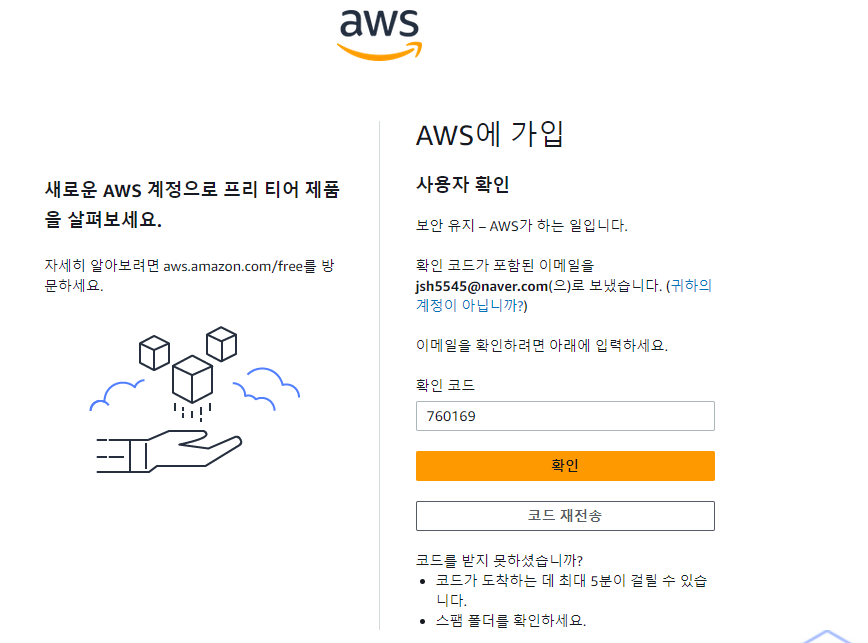 aws
새로운 AWS 계정으로 프리 티어 제품
을 살펴보세요.
자세히 알아보려면 aws.amazon.com/free를 방
문하세요.
AWS에 가입
사용자 확인
보안 유지 – AWS가 하는 일입니다.
확인 코드가 포함된 이메일을
jsh5545@naver.com(으)로 보냈습니다. (귀하의
계정이 아닙니까?)
이메일을 확인하려면 아래에 입력하세요.
확인 코드
760169
확인
코드 재전송
코드를 받지 못하셨습니까?
• 코드가 도착하는 데 최대 5분이 걸릴 수 있습
니다.
• 스팸 폴더를 확인하세요.